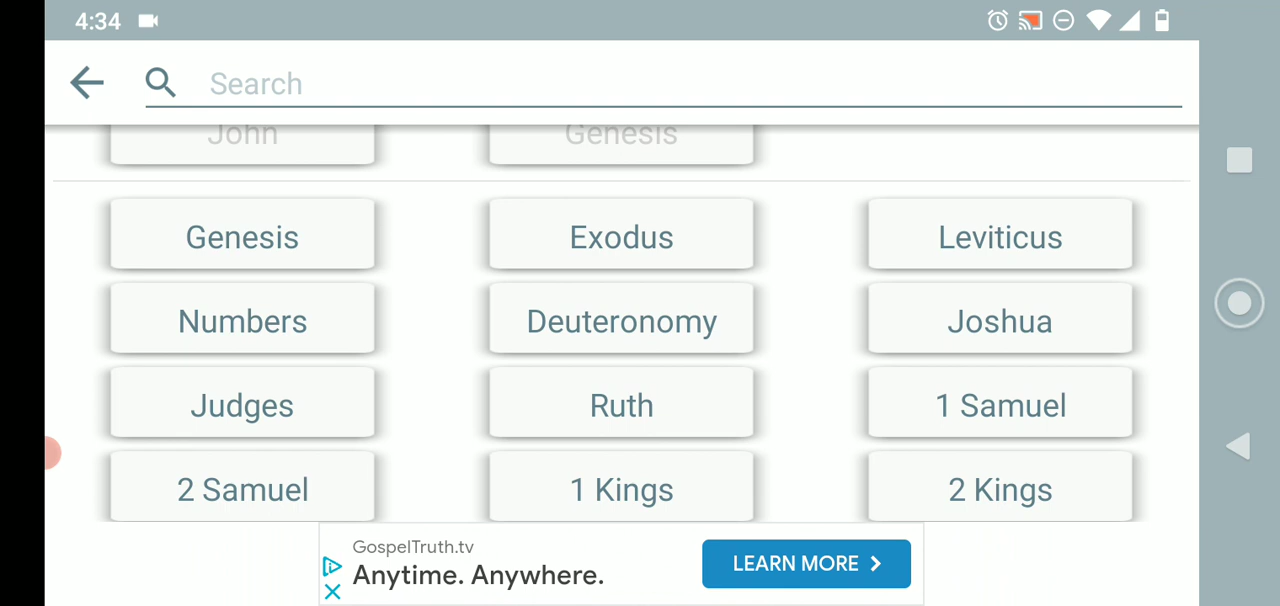 4:34
Search
John Genesis
Genesis Exodus Leviticus
Numbers Deuteronomy Joshua
Judges Ruth 1 Samuel
2 Samuel 1 Kings 2 Kings
GospelTruth.tv
Anytime. Anywhere.
LEARN MORE